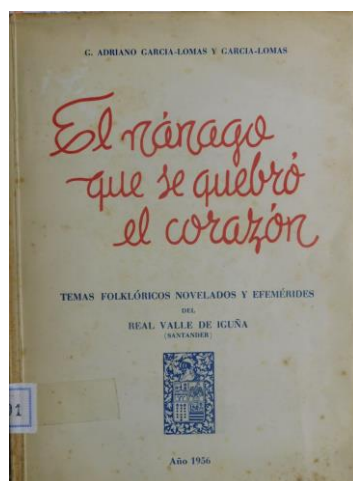 G. ADRIANO GARCIA-LOMAS Y GARCIA-LOMAS
El nánago
que se quebró
el corazón
TEMAS FOLKLÓRICOS NOVELADOS Y EFEMÉRIDES
DEL
REAL VALLE DE IGUÑA
(SANTANDER)
Año 1956